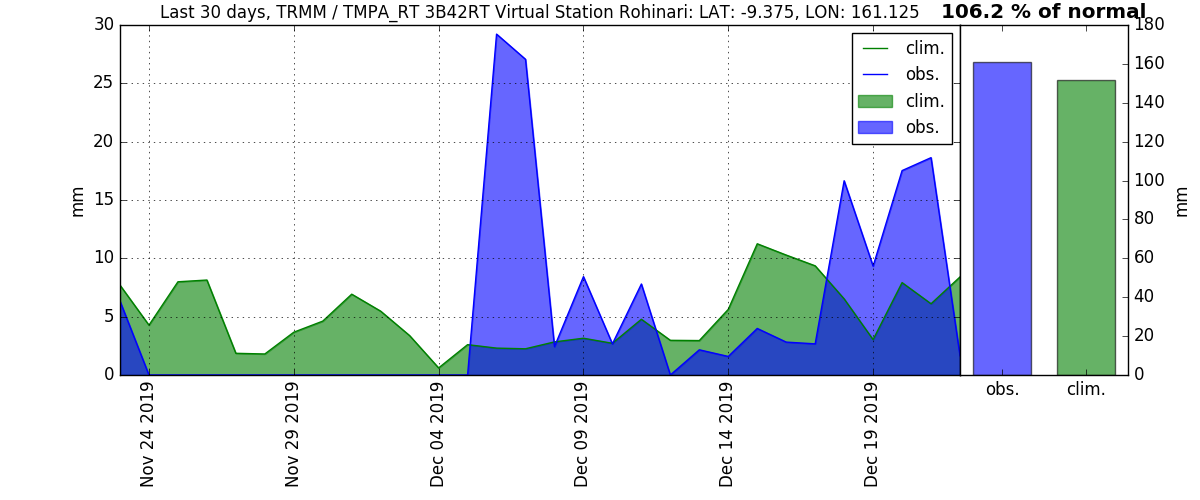 Last 30 days, TRMM / TMPA_RT 3B42RT Virtual Station Rohinari: LAT: -9.375, LON: 161.125
106.2 % of normal
30
25
20
15
10
5
0
mm
clim.
obs.
clim.
obs.
Nov 24 2019
Nov 29 2019
Dec 04 2019
Dec 09 2019
Dec 14 2019
Dec 19 2019
180
160
140
120
100
80
60
40
20
0
mm
obs.
clim.